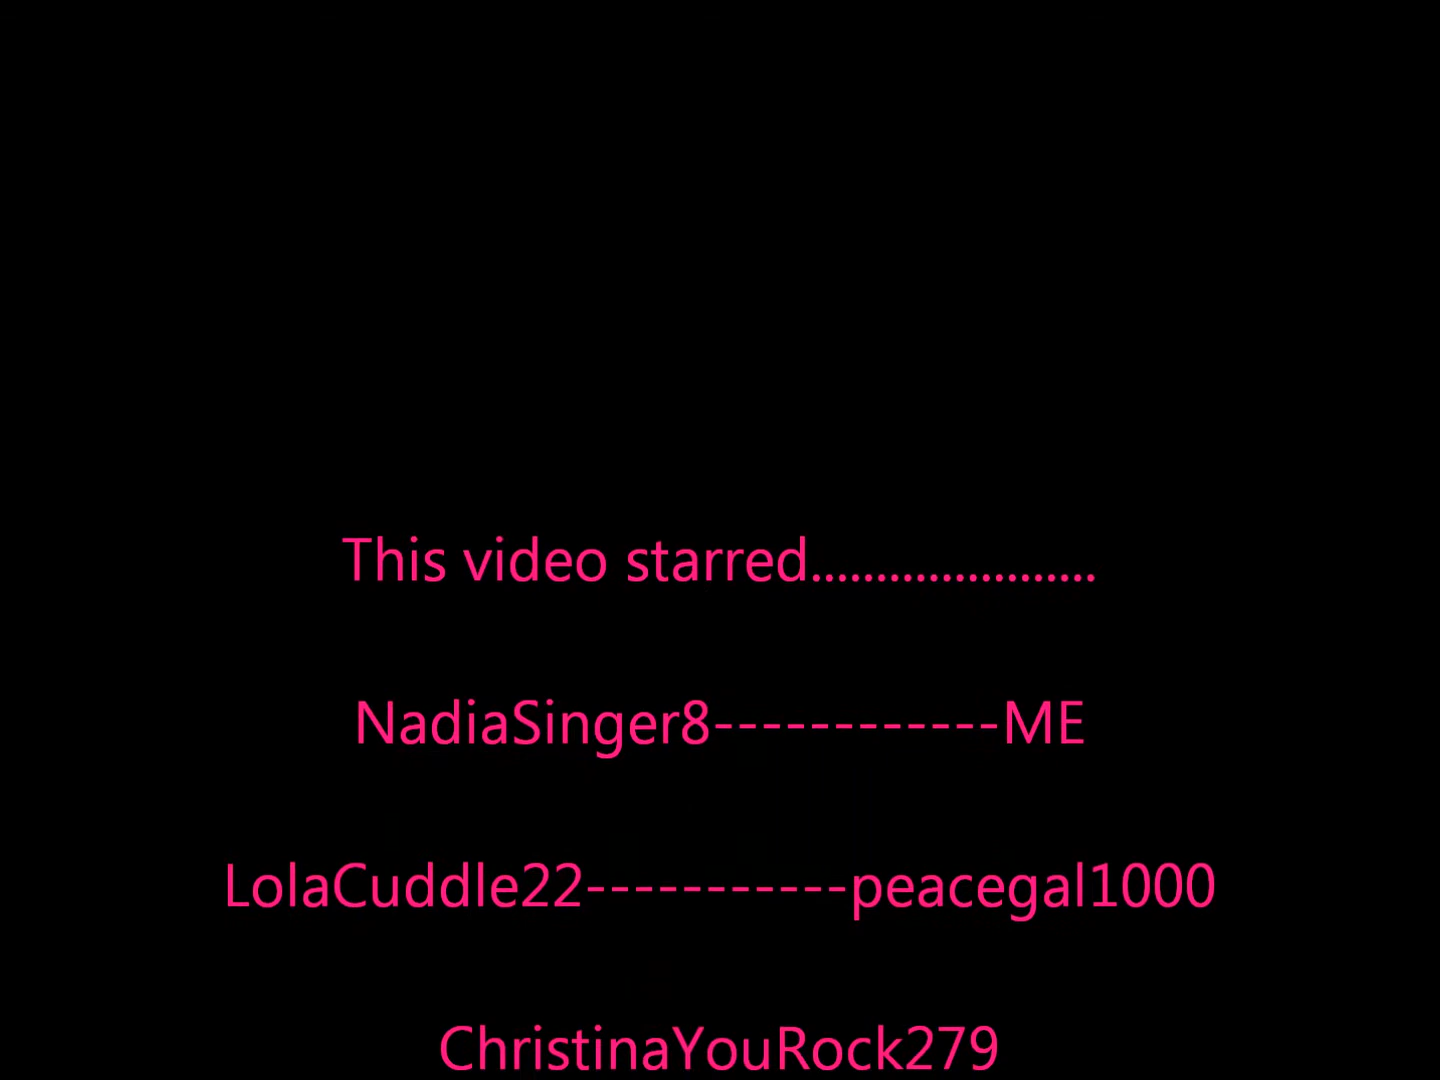 This video starred......................
NadiaSinger8------------ME
LolaCuddle22-----------peacegal1000
ChristinaYouRock279